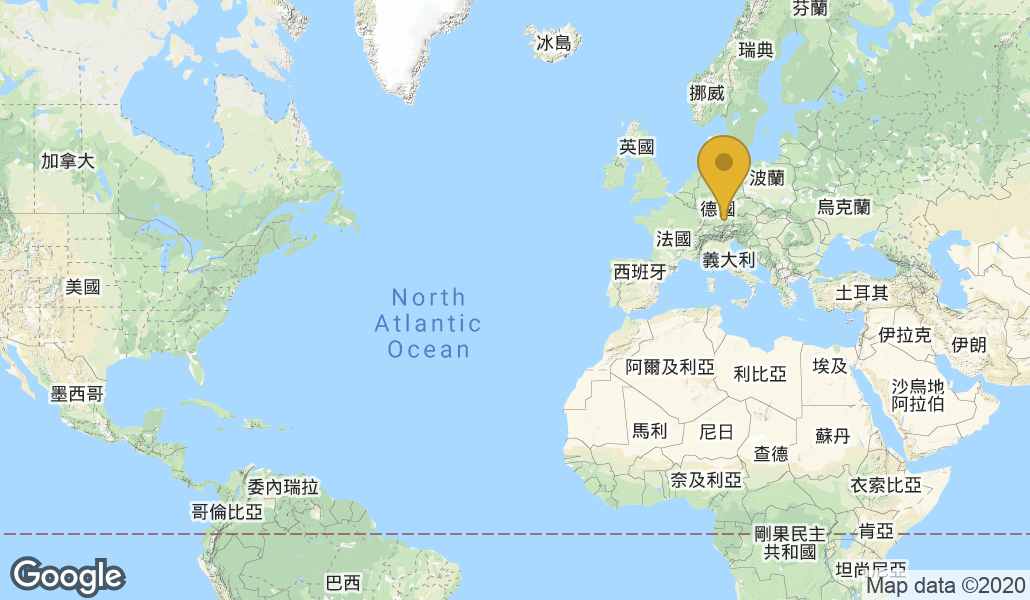 芬蘭
冰島
瑞典
挪威
英國
加拿大
波蘭
德國
烏克蘭
法國
義大利
西班牙
美國
土耳其
North
Atlantic
Ocean
伊拉克
伊朗
阿爾及利亞
利比亞
埃及
沙烏地
阿拉伯
墨西哥
馬利
尼日
蘇丹
查德
奈及利亞
衣索比亞
委內瑞拉
哥倫比亞
剛果民主
共和國
肯亞
坦尚尼亞
巴西
Google
Map data ©2020